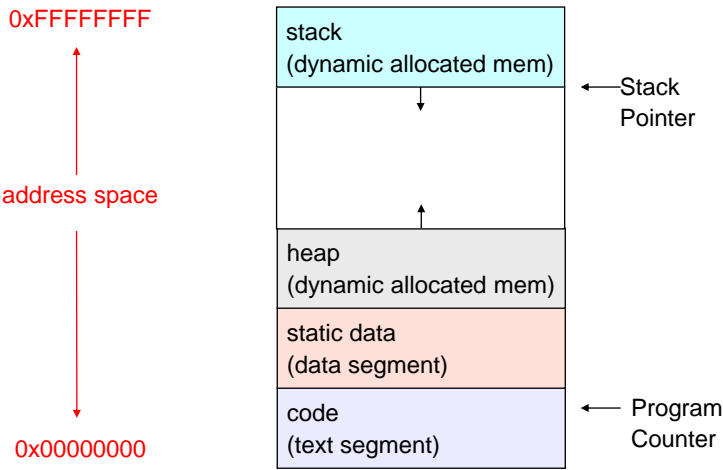 0xFFFFFFFF
stack
(dynamic allocated mem)
Stack
Pointer
address space
heap
(dynamic allocated mem)
static data
(data segment)
code
(text segment)
Program
Counter
0x00000000